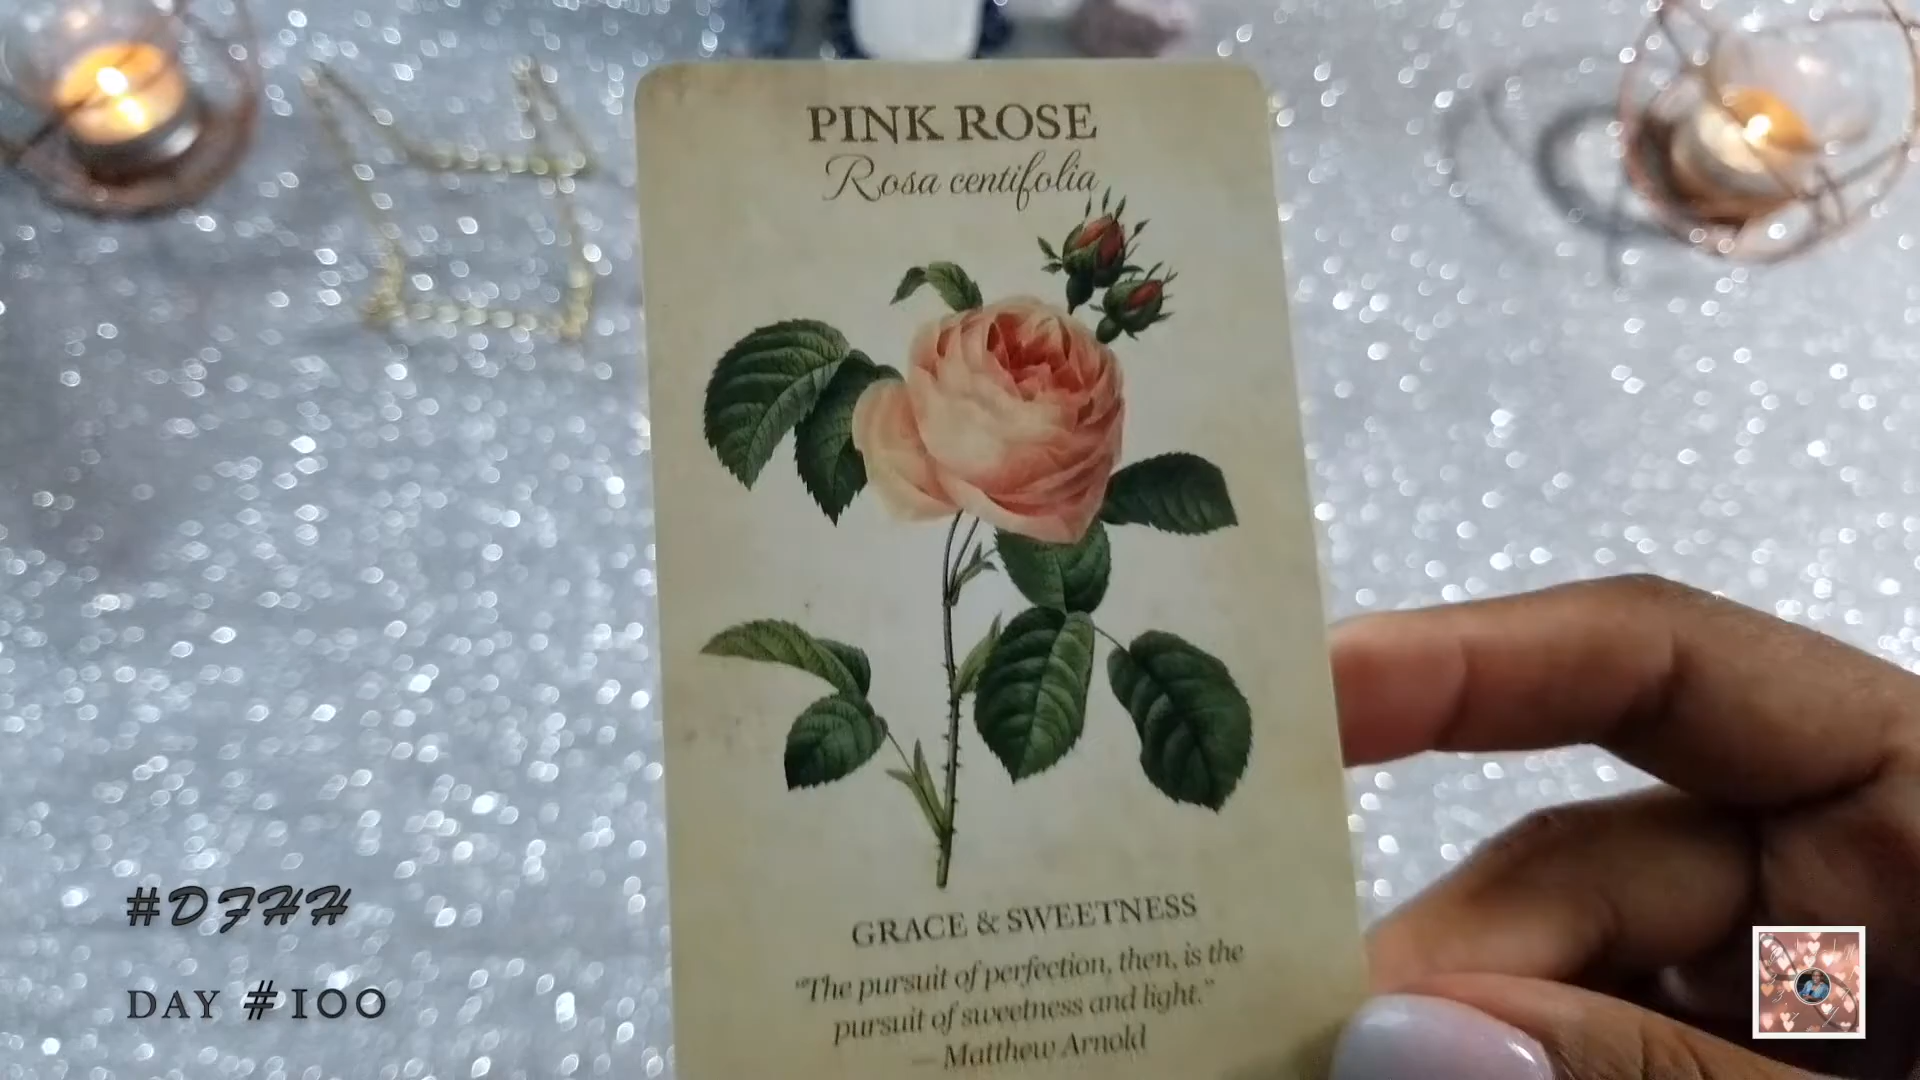 PINK ROSE
Rosa centifolia
GRACE & SWEETNESS
"The pursuit of perfection, then, is the
pursuit of sweetness and light."
— Matthew Arnold
#DFHH
DAY #100